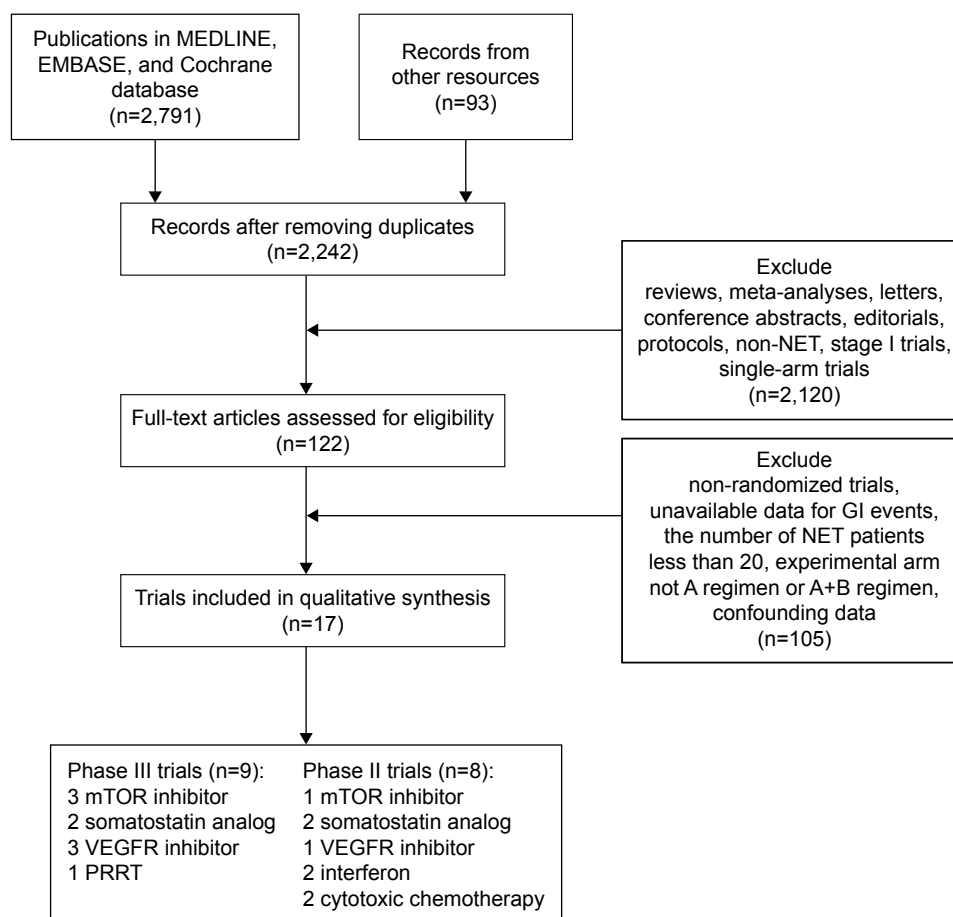 Publications in MEDLINE,
EMBASE, and Cochrane
database
(n=2,791)
Records from
other resources
(n=93)
Records after removing duplicates
(n=2,242)
Exclude
reviews, meta-analyses, letters,
conference abstracts, editorials,
protocols, non-NET, stage I trials,
single-arm trials
(n=2,120)
Full-text articles assessed for eligibility
(n=122)
Exclude
non-randomized trials,
unavailable data for GI events,
the number of NET patients
less than 20, experimental arm
not A regimen or A+B regimen,
confounding data
(n=105)
Trials included in qualitative synthesis
(n=17)
Phase III trials (n=9):
3 mTOR inhibitor
2 somatostatin analog
3 VEGFR inhibitor
1 PRRT
Phase II trials (n=8):
1 mTOR inhibitor
2 somatostatin analog
1 VEGFR inhibitor
2 interferon
2 cytotoxic chemotherapy